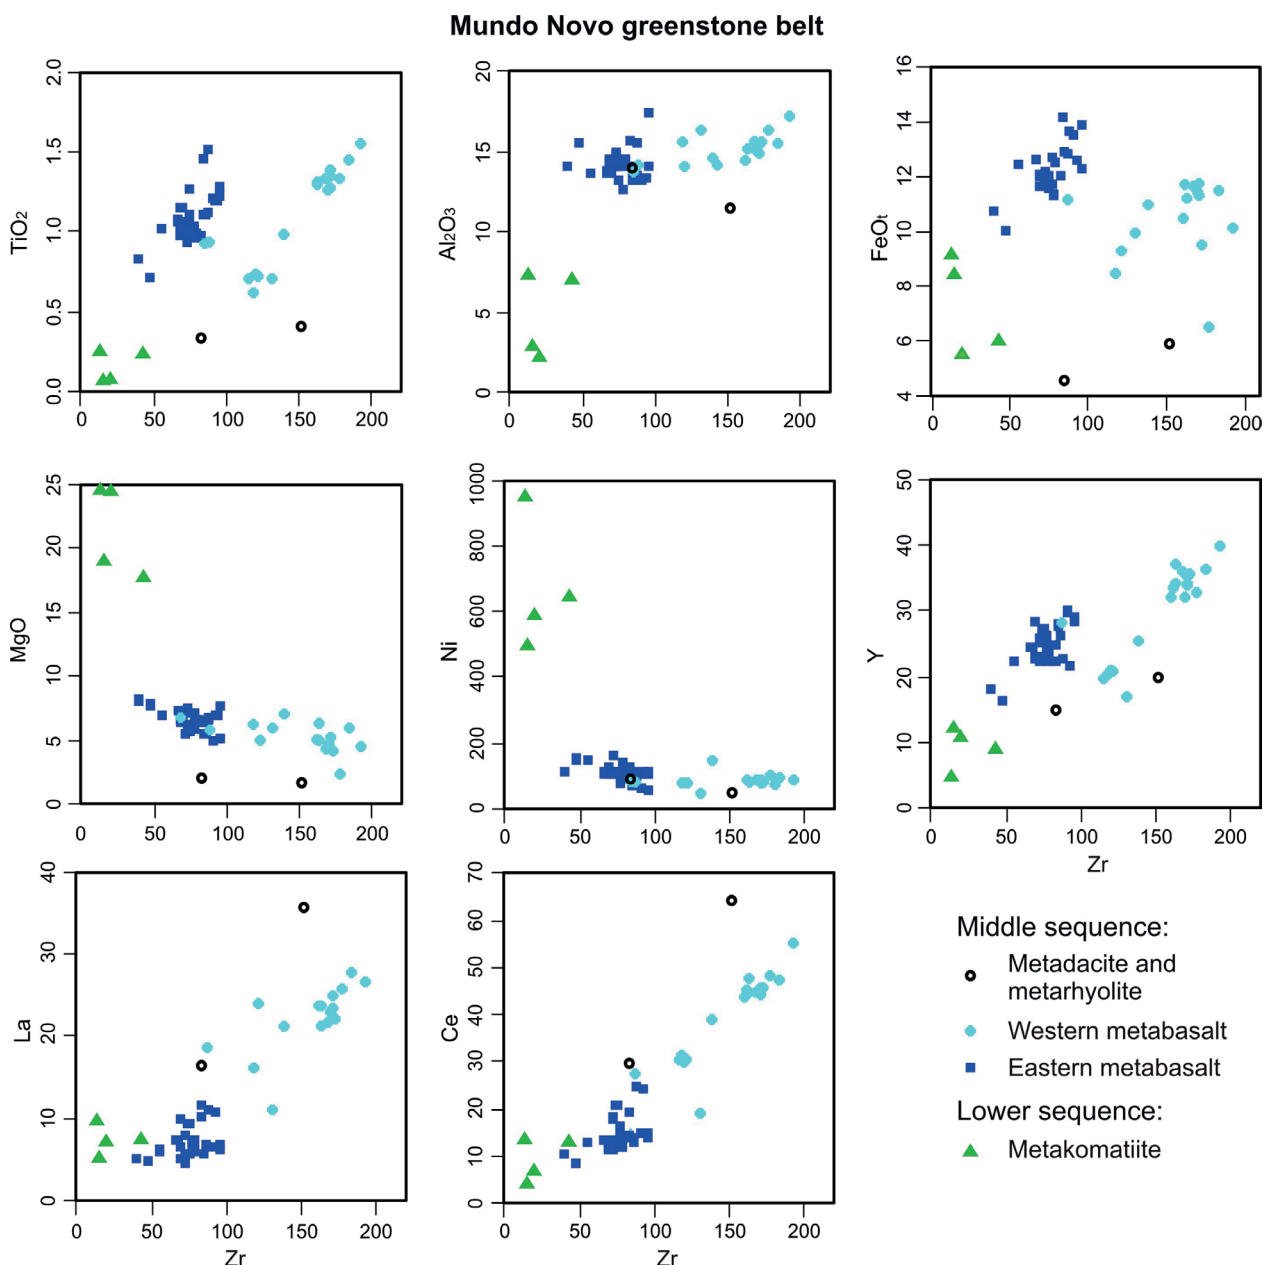 Mundo Novo greenstone belt
TiO2
2.0
1.5
1.0
0.5
0.0
0 50 100 150 200
Al2O3
20
15
10
5
0
0 50 100 150 200
FeOt
16
14
12
10
8
6
4
0 50 100 150 200
MgO
25
20
15
10
5
0
0 50 100 150 200
Ni
1000
800
600
400
200
0
0 50 100 150 200
Y
50
40
30
20
10
0
0 50 100 150 200
Zr
La
40
30
20
10
0
0 50 100 150 200
Zr
Ce
70
60
50
40
30
20
10
0
0 50 100 150 200
Zr
Middle sequence:
Metadacite and
metarhyolite
Western metabasalt
Eastern metabasalt
Lower sequence:
Metakomatiite